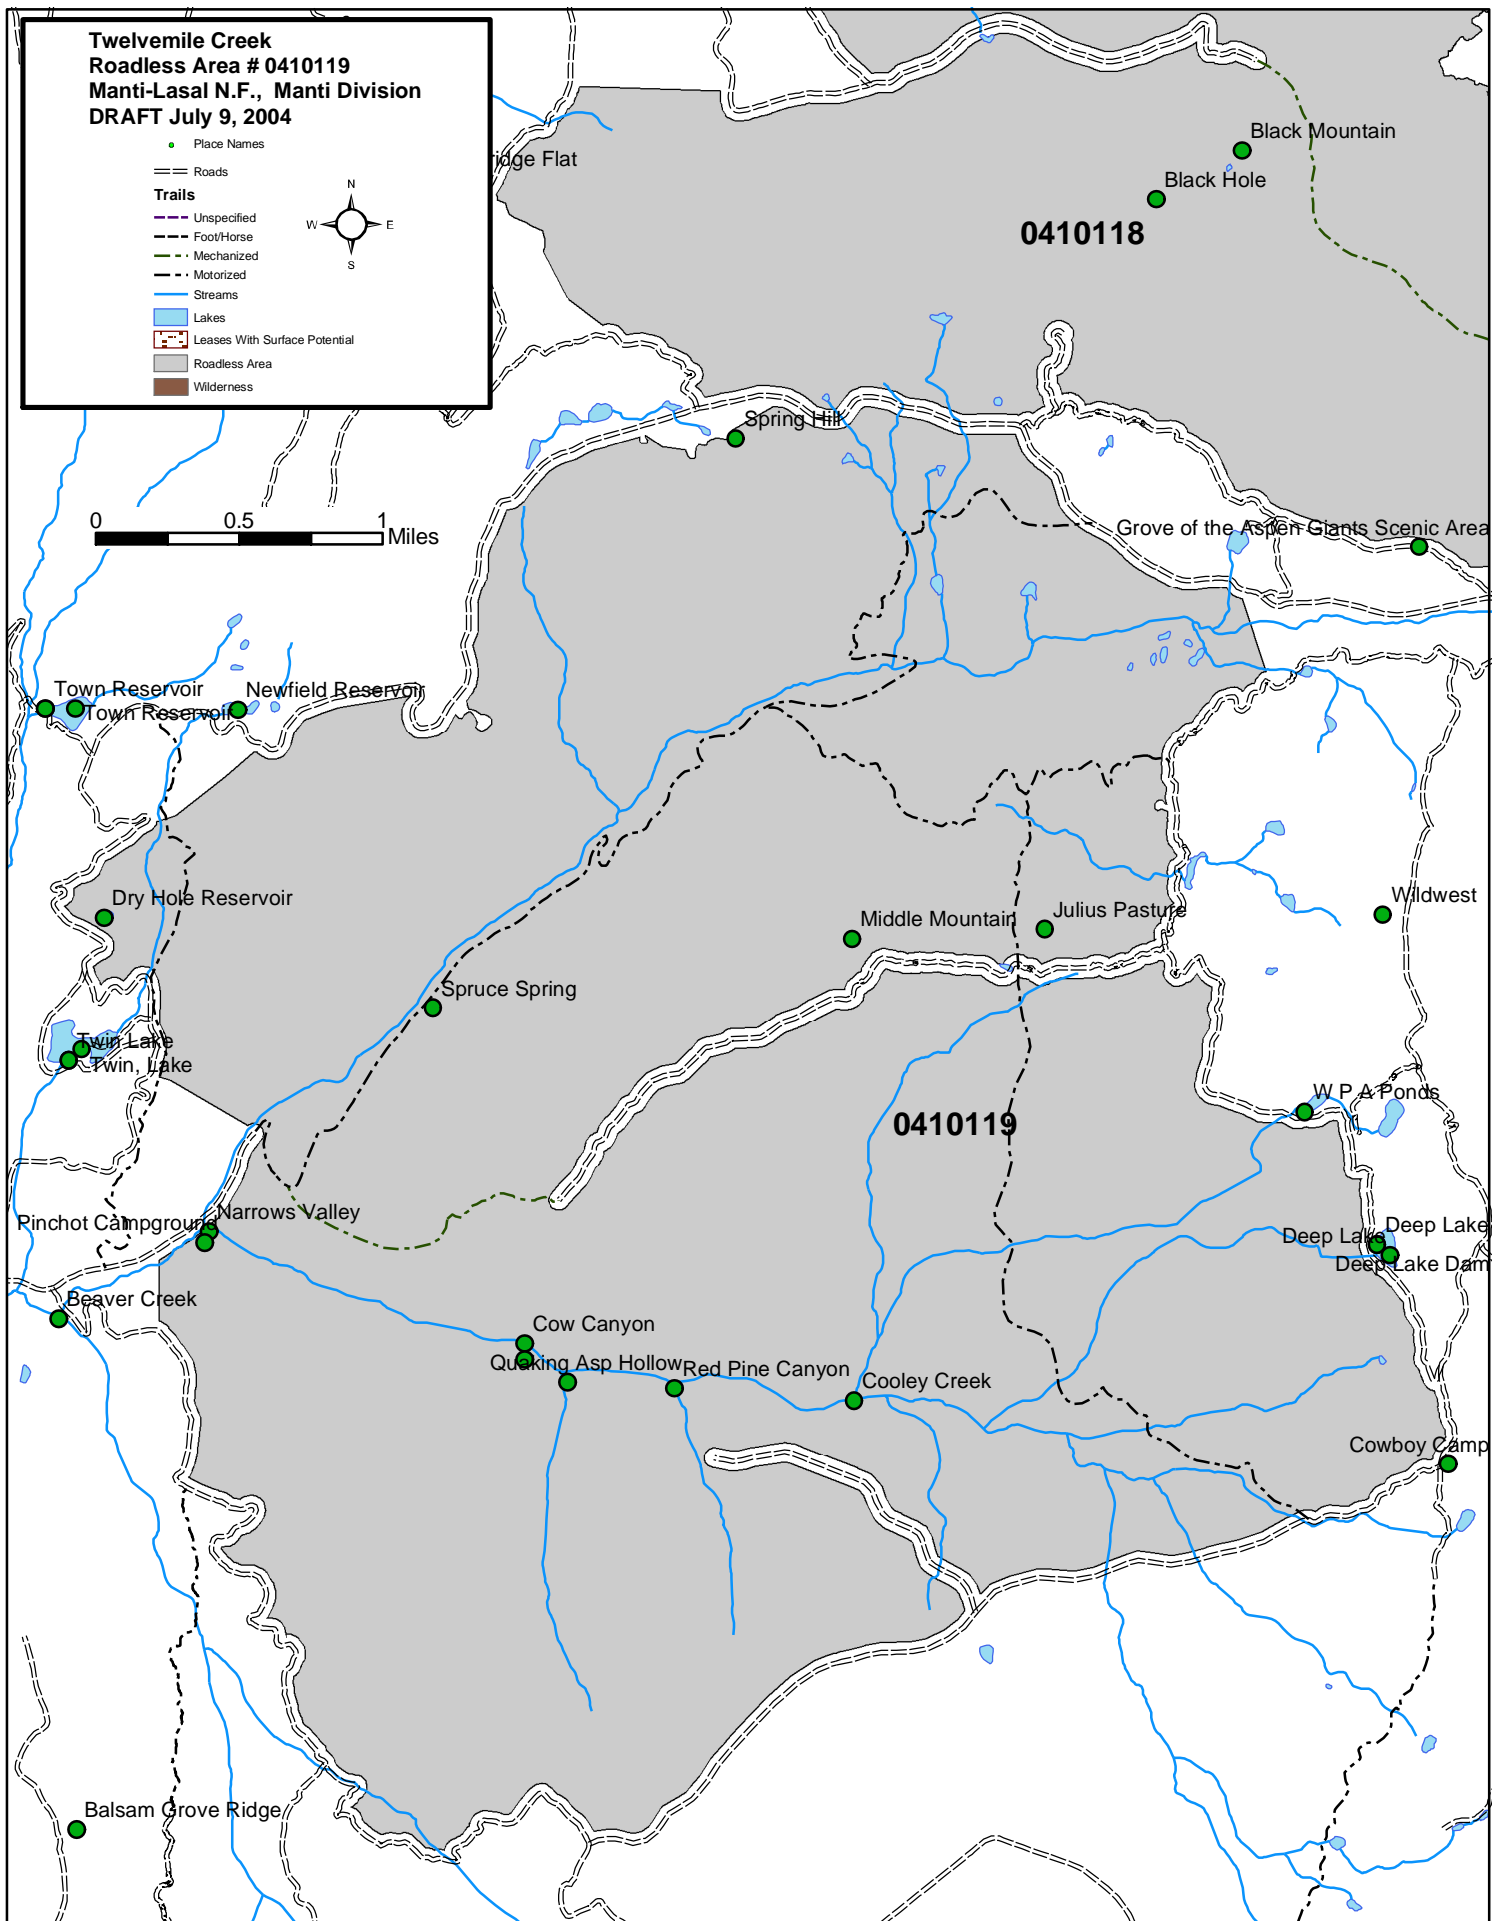 Twelvemile Creek
Roadless Area # 0410119
Manti-Lasal N.F., Manti Division
DRAFT July 9, 2004
Place Names
Roads
Trails
Unspecified
Foot/Horse
Mechanized
Motorized
Streams
Lakes
Leases With Surface Potential
Roadless Area
Wilderness
N
W
E
S
idge Flat
Black Mountain
Black Hole
0410118
Spring Hill
0
0.5
1
Miles
Grove of the Aspen Giants Scenic Area
Town Reservoir
Town Reservoir
Newfield Reservoir
Dry Hole Reservoir
Middle Mountain
Julius Pasture
Wildwest
Spruce Spring
Twin Lake
Twin, Lake
W P A Ponds
0410119
Pinchot Campground
Narrows Valley
Deep Lake
Deep Lake
Deep Lake Dam
Beaver Creek
Cow Canyon
Quaking Asp Hollow
Red Pine Canyon
Cooley Creek
Cowboy Camp
Balsam Grove Ridge